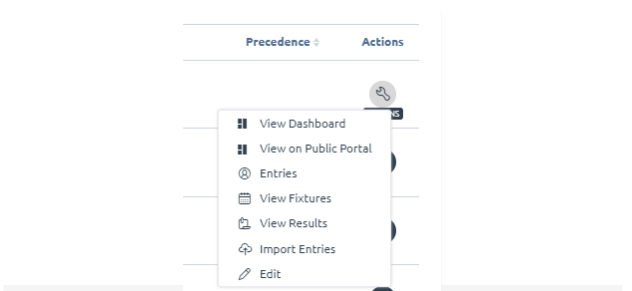 Precedence Actions
View Dashboard
View on Public Portal
Entries
View Fixtures
View Results
Import Entries
Edit